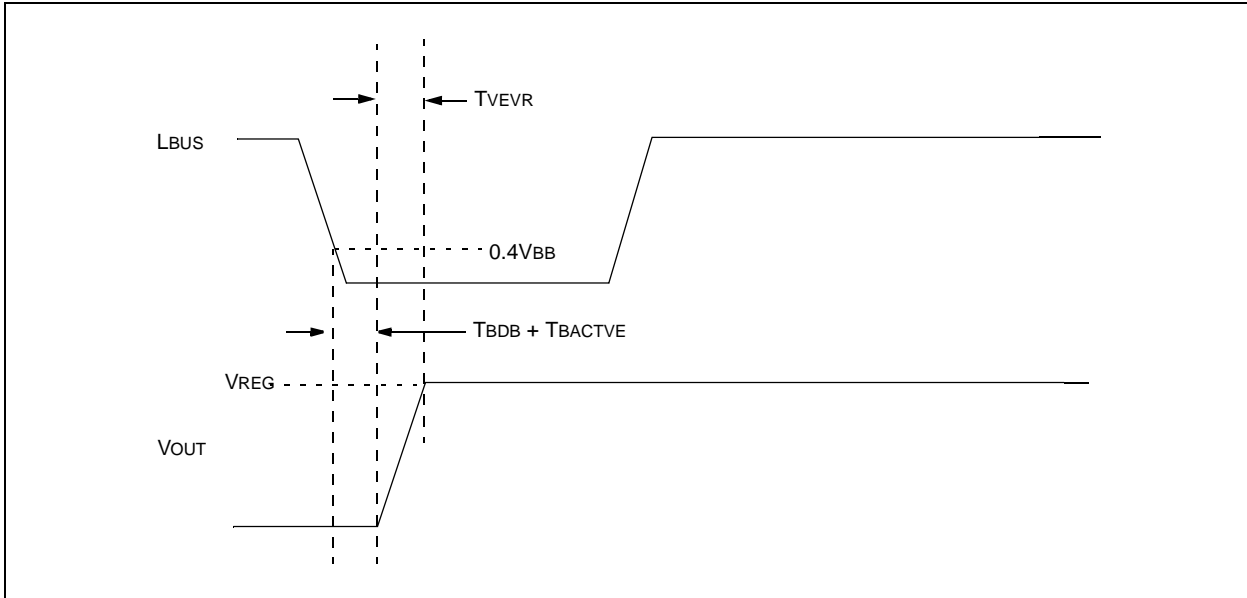 TVEVR
LBUS
0.4VBB
TBDB + TBACTVE
VREG
VOUT